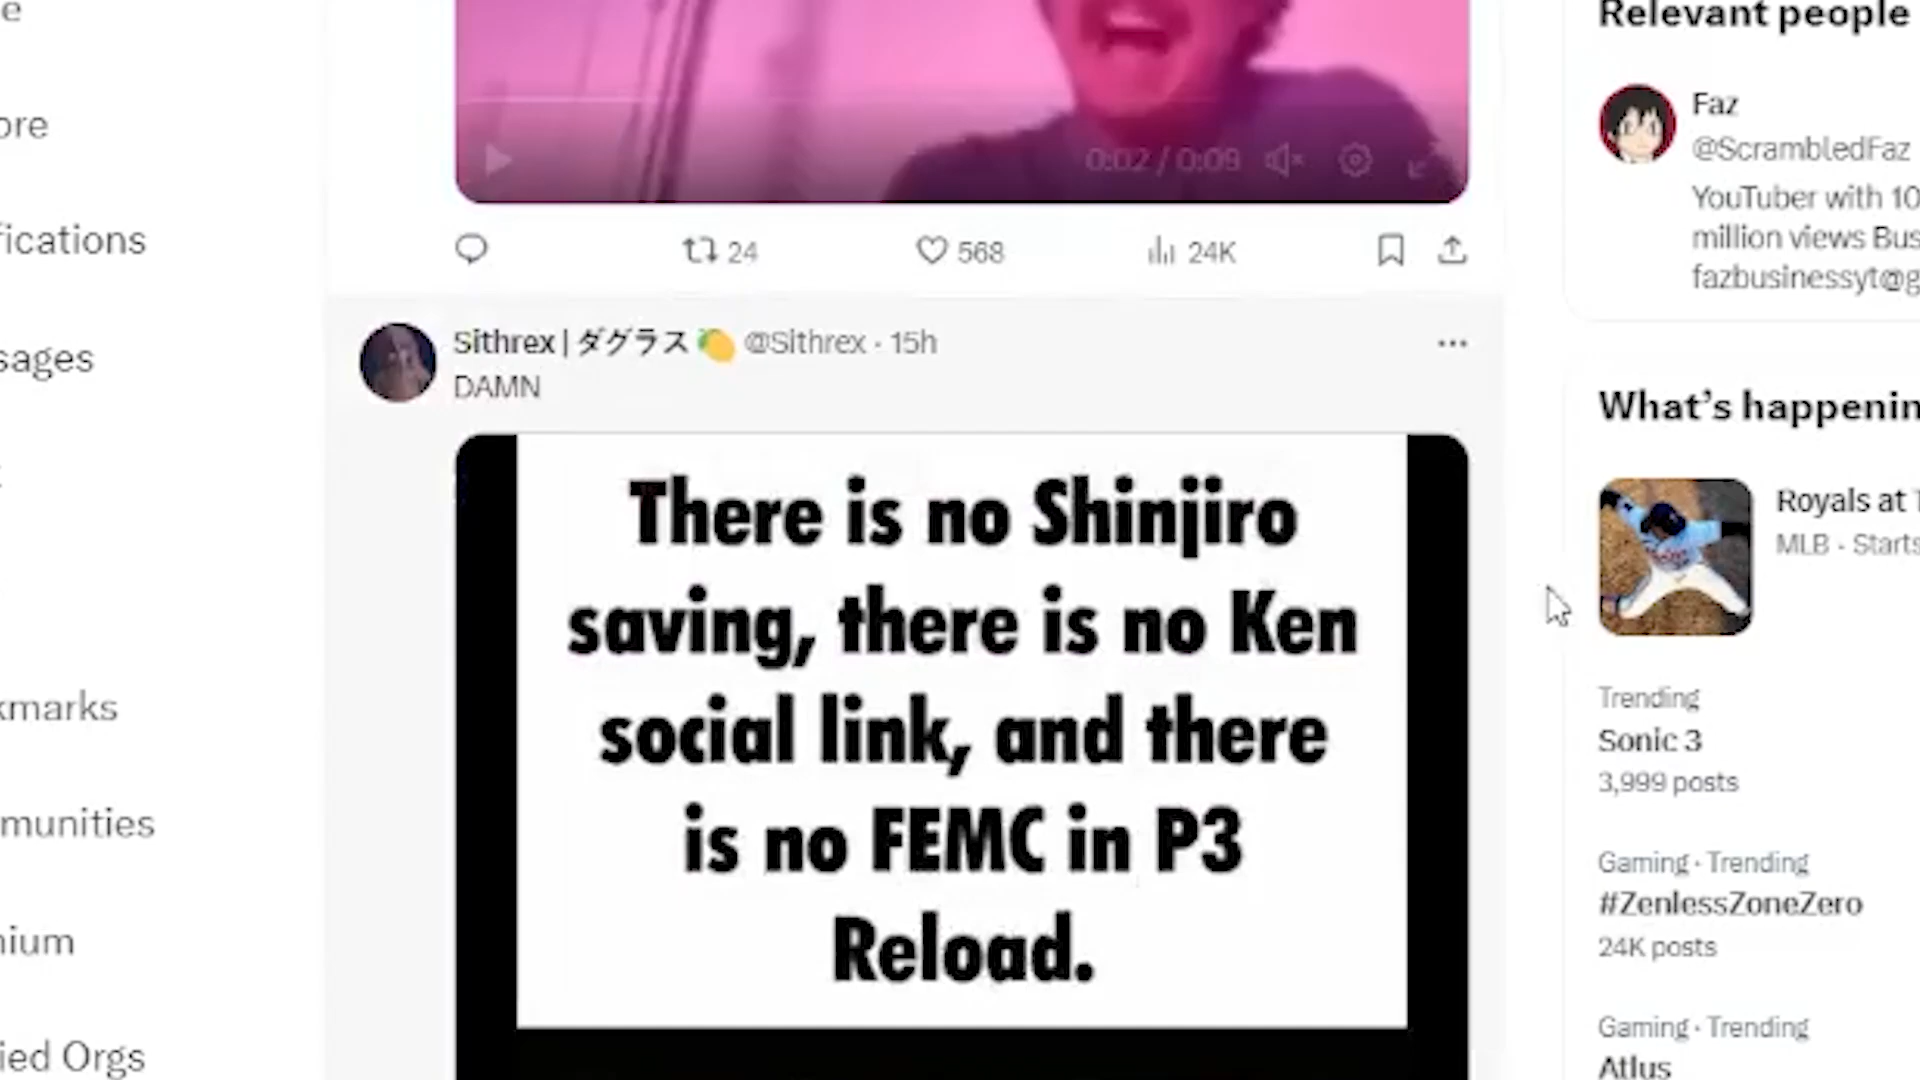 e
ore
fications
sages
kmarks
munities
nium
ied Orgs
0:02 / 0:09
24
568
24K
Sithrex | ダグラス 🍋 @Sithrex · 15h
DAMN
There is no Shinjiro
saving, there is no Ken
social link, and there
is no FEMC in P3
Reload.
Relevant people
Faz
@ScrambledFaz
YouTuber with 10
million views Bus
fazbusinessyt@g
What's happenin
Royals at T
MLB · Starts
Trending
Sonic 3
3,999 posts
Gaming · Trending
#ZenlessZoneZero
24K posts
Gaming · Trending
Atlus